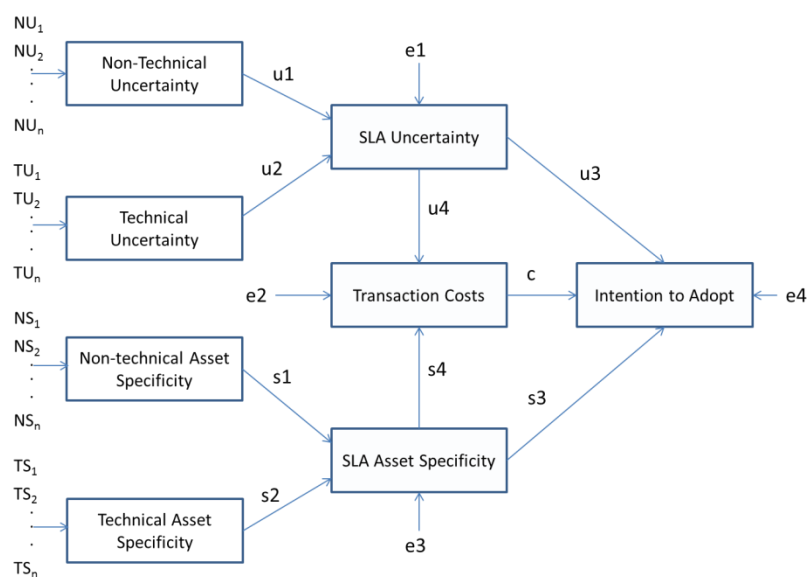 NU1
NU2
.
.
.
NUn
Non-Technical
Uncertainty
u1
e1
SLA Uncertainty
TU1
TU2
.
.
.
TUn
Technical
Uncertainty
u2
u3
u4
e2
Transaction Costs
c
Intention to Adopt
e4
NS1
NS2
.
.
.
NSn
Non-technical Asset
Specificity
s1
s4
s3
SLA Asset Specificity
TS1
TS2
.
.
.
TSn
Technical Asset
Specificity
s2
e3